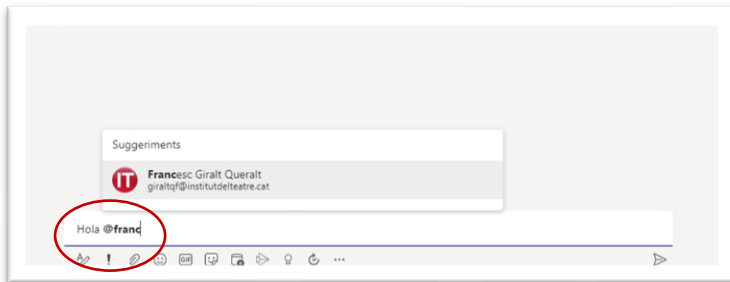 Suggeriments
IT
Francesc Giralt Queralt
giraltqf@institutdelteatre.cat
Hola @franc
GIF